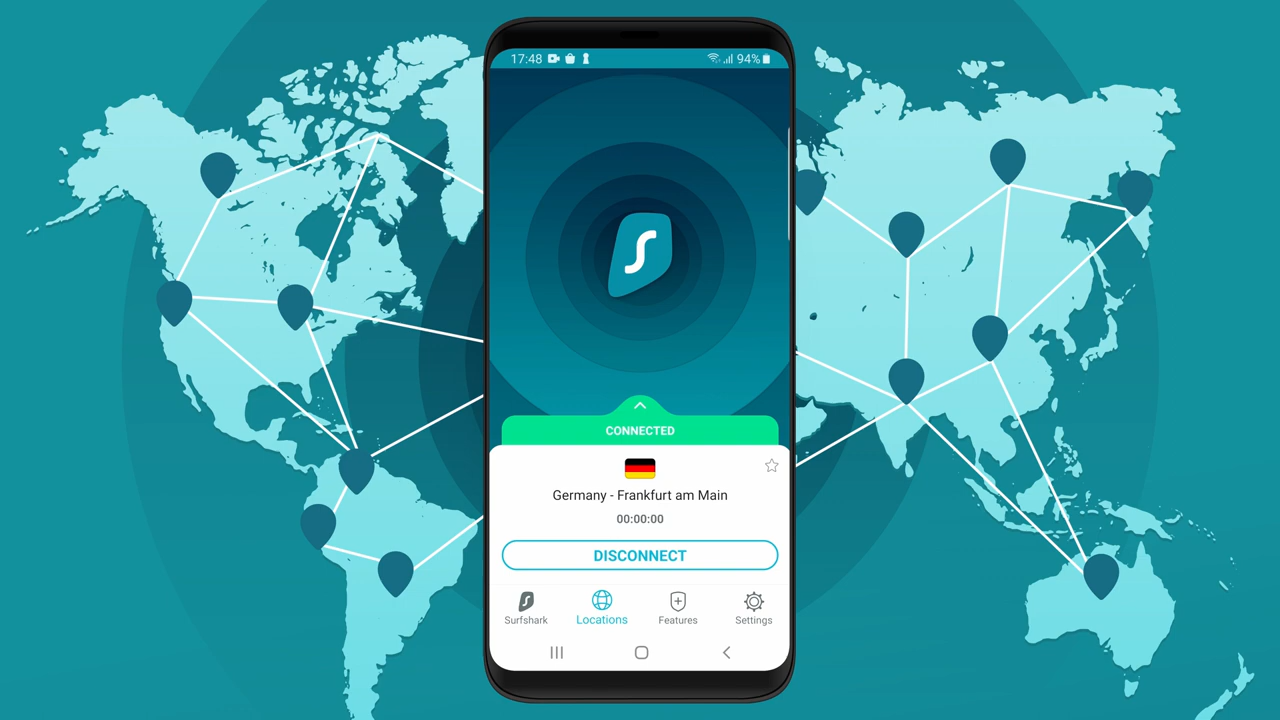 17:48 94%
CONNECTED
Germany - Frankfurt am Main
00:00:00
DISCONNECT
Surfshark Locations Features Settings